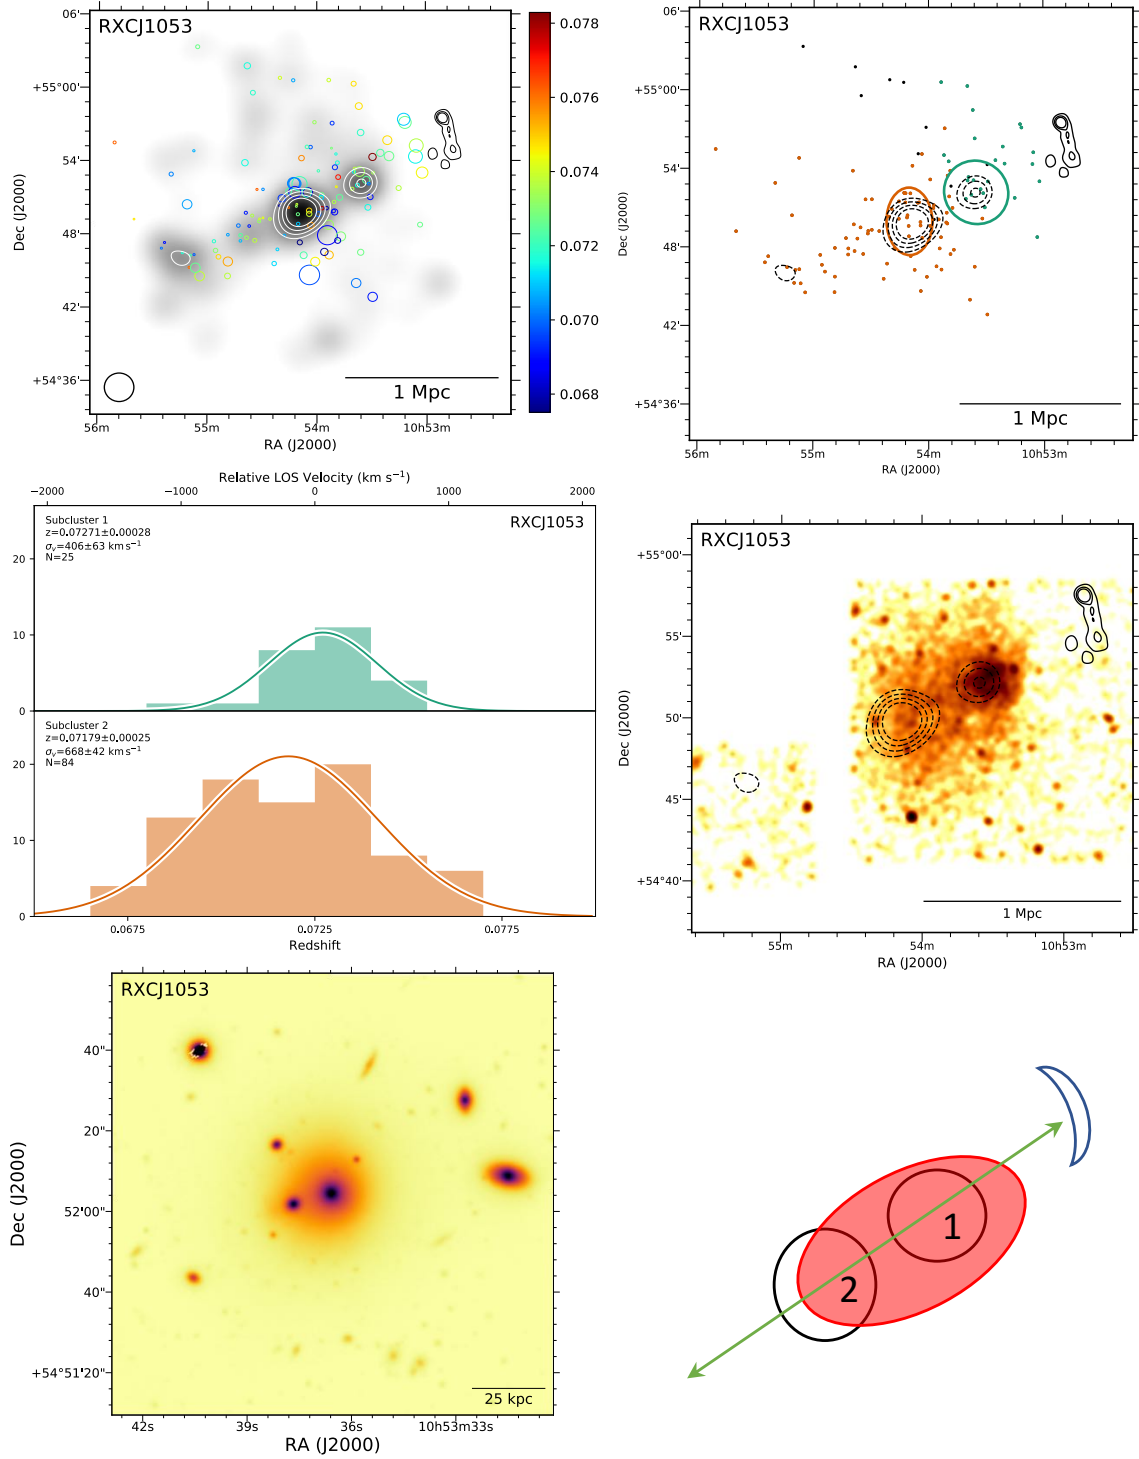 RXCJ1053
06'
+55°00'
54'
48'
42'
+54°36'
56m
55m
54m
10h53m
RA (J2000)
Dec (J2000)
1 Mpc
0.078
0.076
0.074
0.072
0.070
0.068
RXCJ1053
06'
+55°00'
54'
48'
42'
+54°36'
56m
55m
54m
10h53m
RA (J2000)
Dec (J2000)
1 Mpc
Relative LOS Velocity (km s⁻¹)
−2000
−1000
0
1000
2000
RXCJ1053
Subcluster 1
z=0.07271±0.00028
σᵥ=406±63 km s⁻¹
N=25
20
10
0
Subcluster 2
z=0.07179±0.00025
σᵥ=668±42 km s⁻¹
N=84
20
10
0
0.0675
0.0725
0.0775
Redshift
RXCJ1053
+55°00'
55'
50'
45'
+54°40'
55m
54m
10h53m
RA (J2000)
Dec (J2000)
1 Mpc
RXCJ1053
40"
20"
52'00"
40"
+54°51'20"
42s
39s
36s
10h53m33s
RA (J2000)
Dec (J2000)
25 kpc
1
2